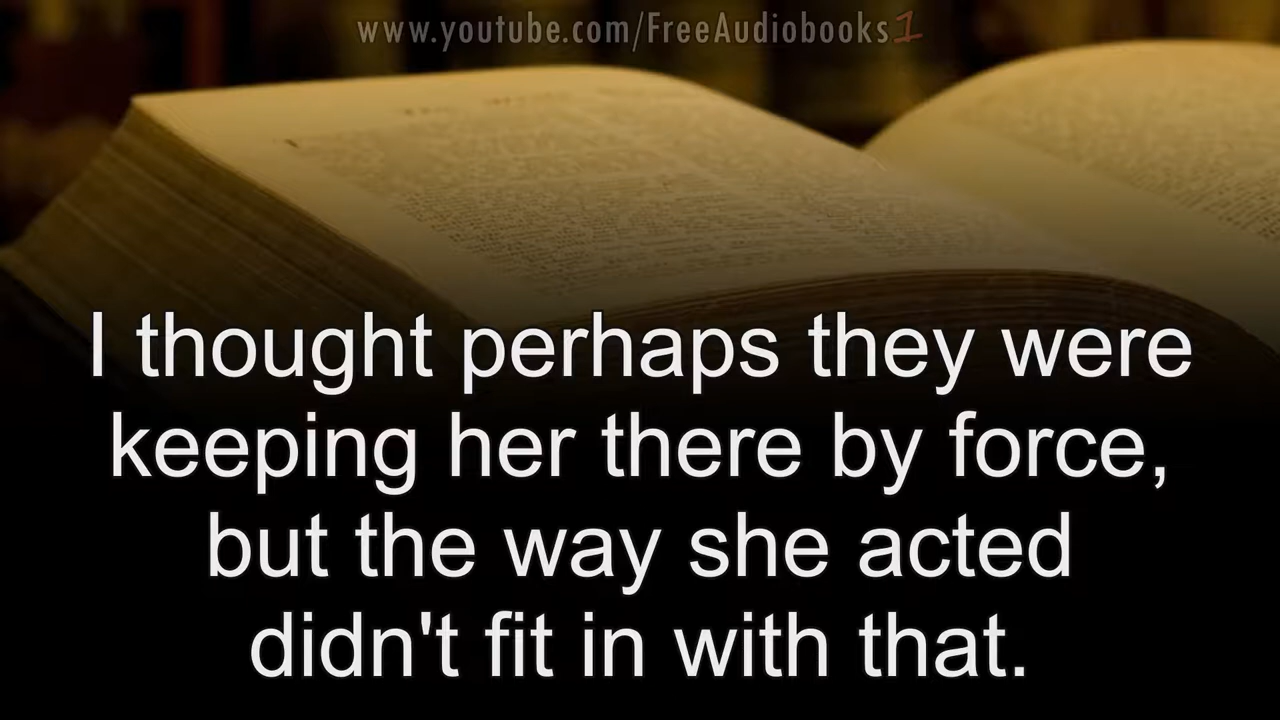 www.youtube.com/FreeAudiobooks1
I thought perhaps they were
keeping her there by force,
but the way she acted
didn't fit in with that.